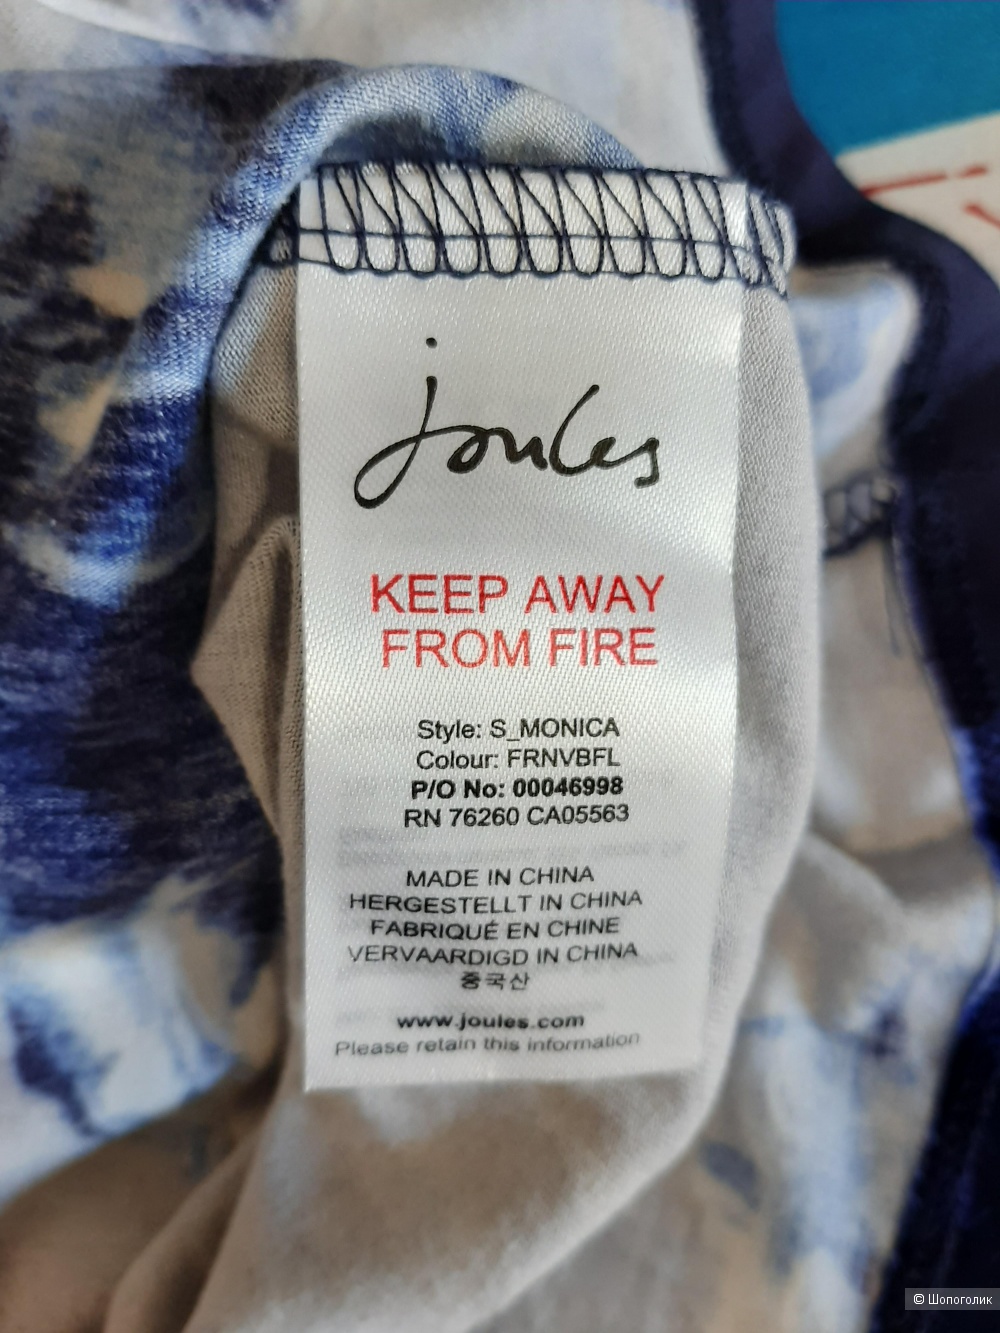 joules
KEEP AWAY
FROM FIRE
Style: S_MONICA
Colour: FRNVBFL
P/O No: 00046998
RN 76260 CA05563
MADE IN CHINA
HERGESTELLT IN CHINA
FABRIQUÉ EN CHINE
VERVAARDIGD IN CHINA
중국산
www.joules.com
Please retain this information
© Шопоголик